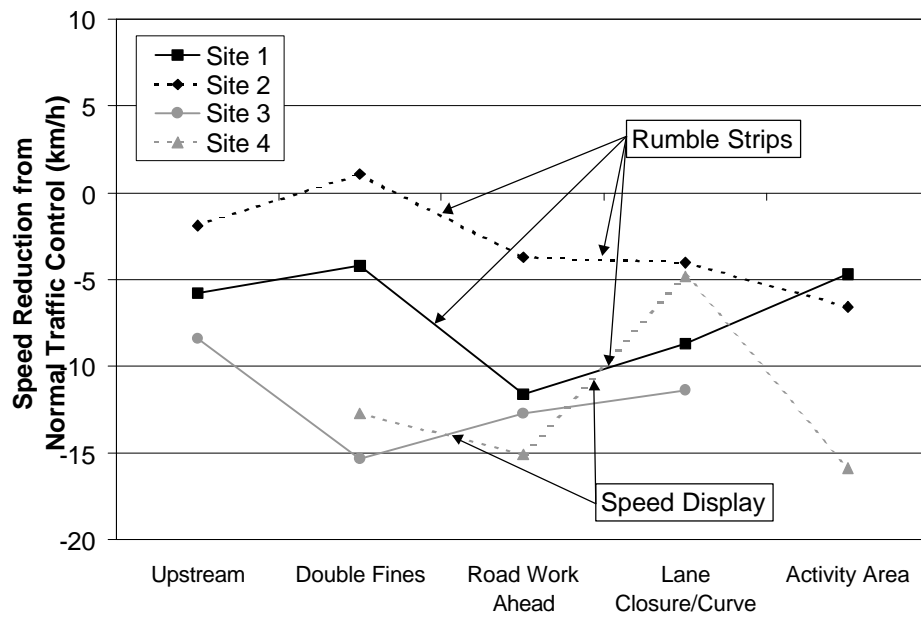 Speed Reduction from
Normal Traffic Control (km/h)
10
5
0
-5
-10
-15
-20
Site 1
Site 2
Site 3
Site 4
Rumble Strips
Speed Display
Upstream
Double Fines
Road Work
Ahead
Lane
Closure/Curve
Activity Area